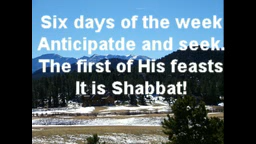 Six days of the week
Anticipatde and seek.
The first of His feasts
It is Shabbat!